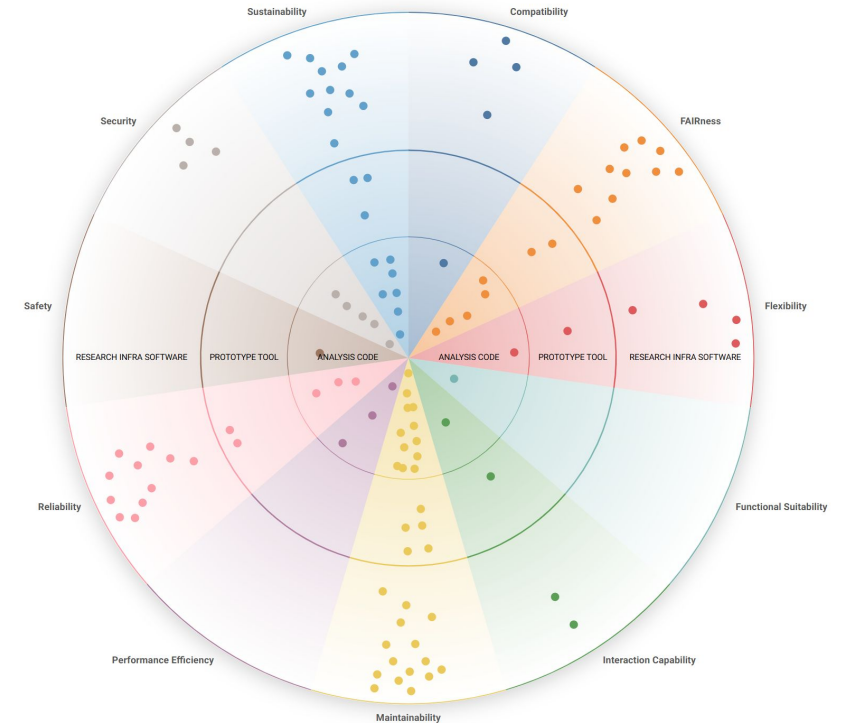 Sustainability
Compatibility
Security
FAIRness
Safety
Flexibility
RESEARCH INFRA SOFTWARE
PROTOTYPE TOOL
ANALYSIS CODE
ANALYSIS CODE
PROTOTYPE TOOL
RESEARCH INFRA SOFTWARE
Reliability
Functional Suitability
Performance Efficiency
Interaction Capability
Maintainability